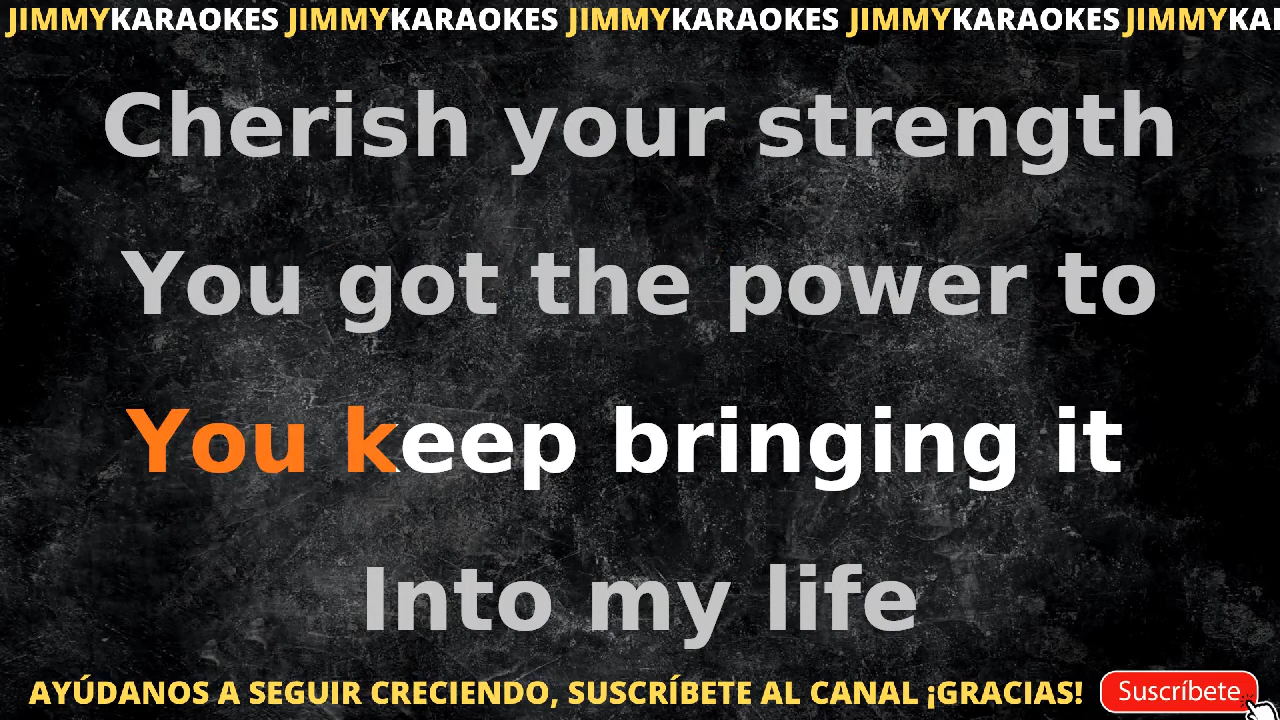 JIMMYKARAOKES JIMMYKARAOKES JIMMYKARAOKES JIMMYKARAOKES JIMMYKA
Cherish your strength
You got the power to
You keep bringing it
Into my life
AYÚDANOS A SEGUIR CRECIENDO, SUSCRÍBETE AL CANAL ¡GRACIAS! Suscríbete